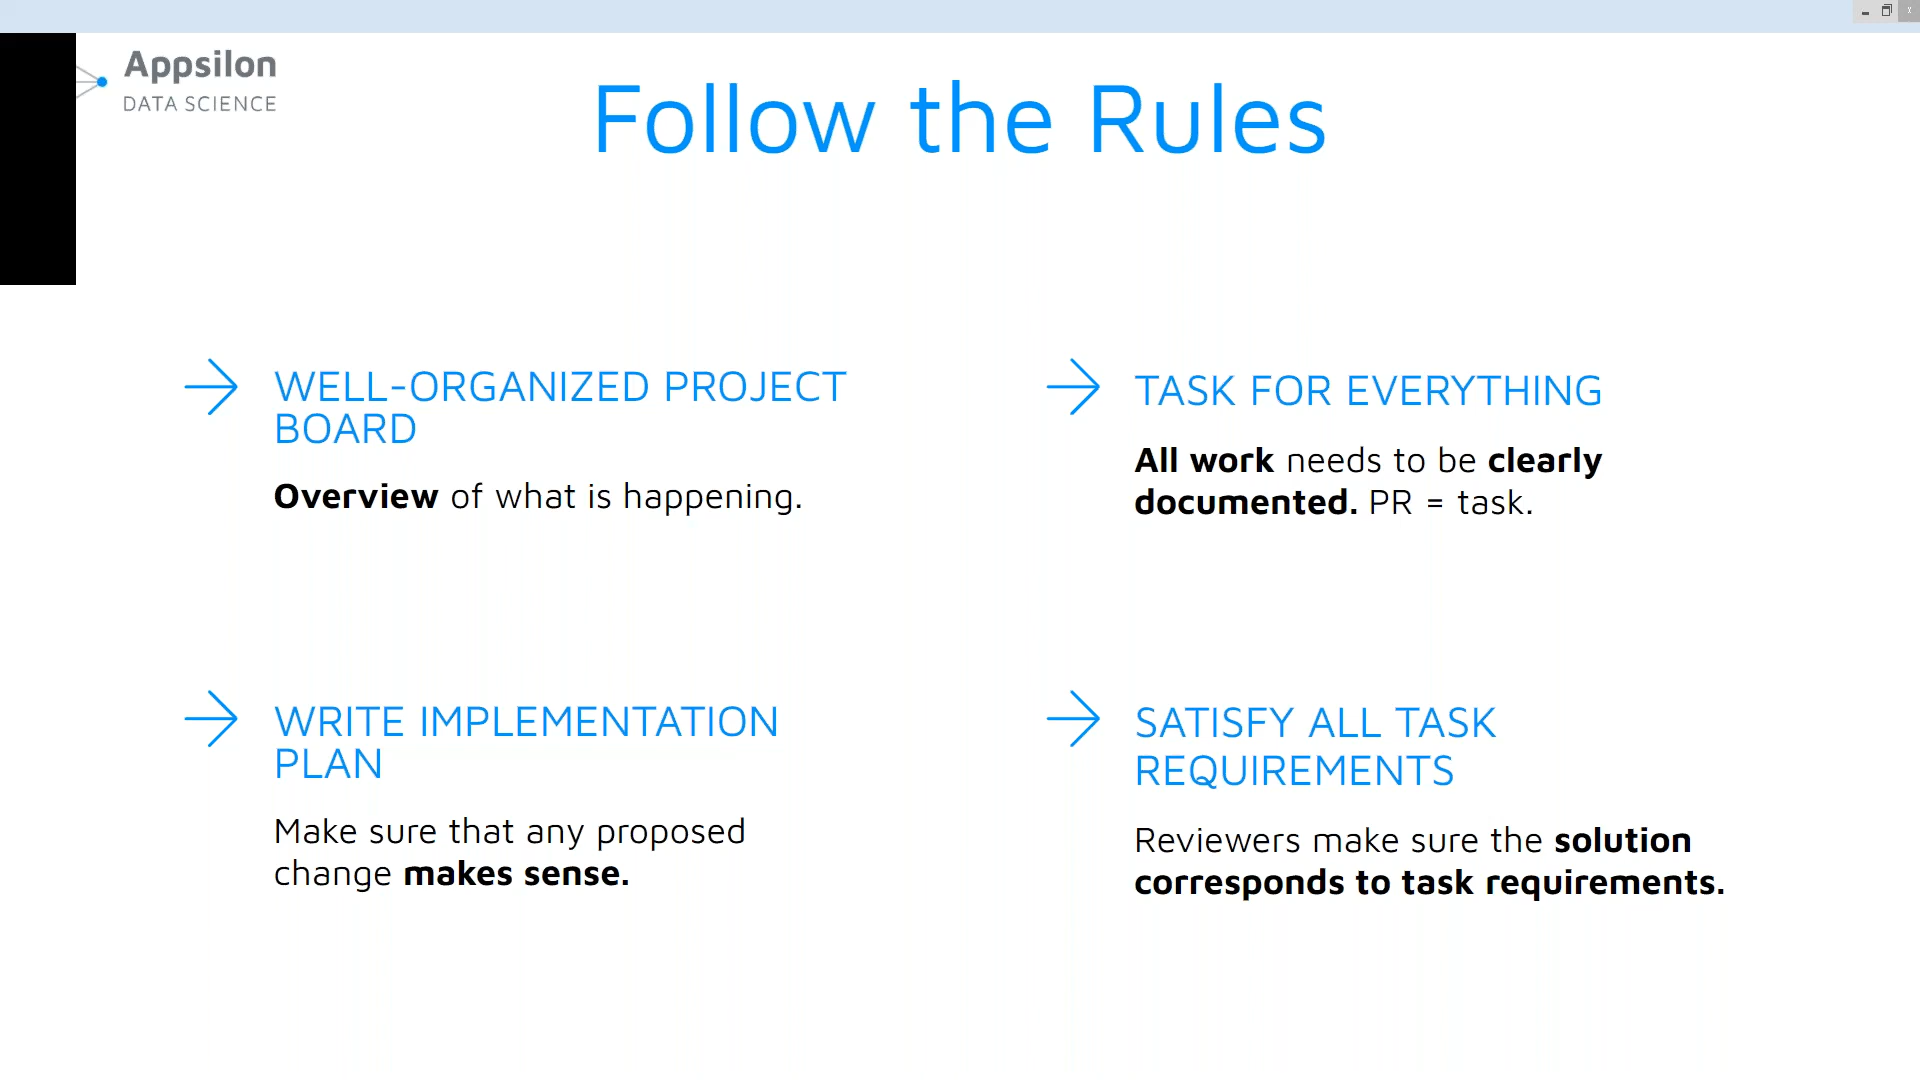 Appsilon
DATA SCIENCE
Follow the Rules
WELL-ORGANIZED PROJECT
BOARD
Overview of what is happening.
TASK FOR EVERYTHING
All work needs to be clearly
documented. PR = task.
WRITE IMPLEMENTATION
PLAN
Make sure that any proposed
change makes sense.
SATISFY ALL TASK
REQUIREMENTS
Reviewers make sure the solution
corresponds to task requirements.